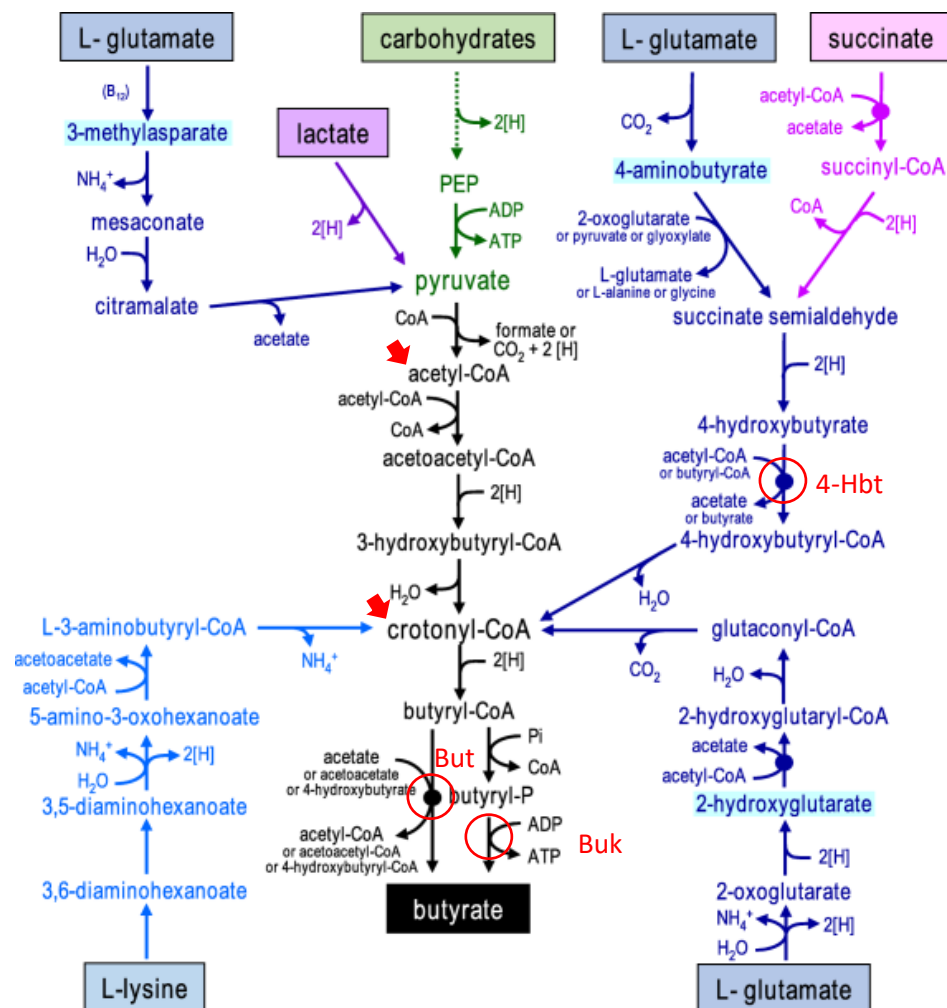 L- glutamate
carbohydrates
L- glutamate
succinate
(B12)
3-methylasparate
NH4+
mesaconate
H2O
citramalate
acetate
lactate
2[H]
2[H]
PEP
ADP
ATP
pyruvate
CoA
formate or
CO2 + 2 [H]
acetyl-CoA
acetyl-CoA
CoA
acetoacetyl-CoA
2[H]
3-hydroxybutyryl-CoA
H2O
crotonyl-CoA
2[H]
butyryl-CoA
acetate
or acetoacetate
or 4-hydroxybutyrate
But
acetyl-CoA
or acetoacetyl-CoA
or 4-hydroxybutyryl-CoA
Pi
CoA
butyryl-P
ADP
ATP
Buk
butyrate
CO2
4-aminobutyrate
2-oxoglutarate
or pyruvate or glyoxylate
L-glutamate
or L-alanine or glycine
acetyl-CoA
acetate
succinyl-CoA
CoA
2[H]
succinate semialdehyde
2[H]
4-hydroxybutyrate
acetyl-CoA
or butyryl-CoA
acetate
or butyrate
4-Hbt
4-hydroxybutyryl-CoA
H2O
L-3-aminobutyryl-CoA
NH4+
acetoacetate
acetyl-CoA
5-amino-3-oxohexanoate
NH4+
H2O
2[H]
3,5-diaminohexanoate
3,6-diaminohexanoate
L-lysine
glutaconyl-CoA
CO2
H2O
2-hydroxyglutaryl-CoA
acetate
acetyl-CoA
2-hydroxyglutarate
2[H]
2-oxoglutarate
NH4+
H2O
2[H]
L- glutamate